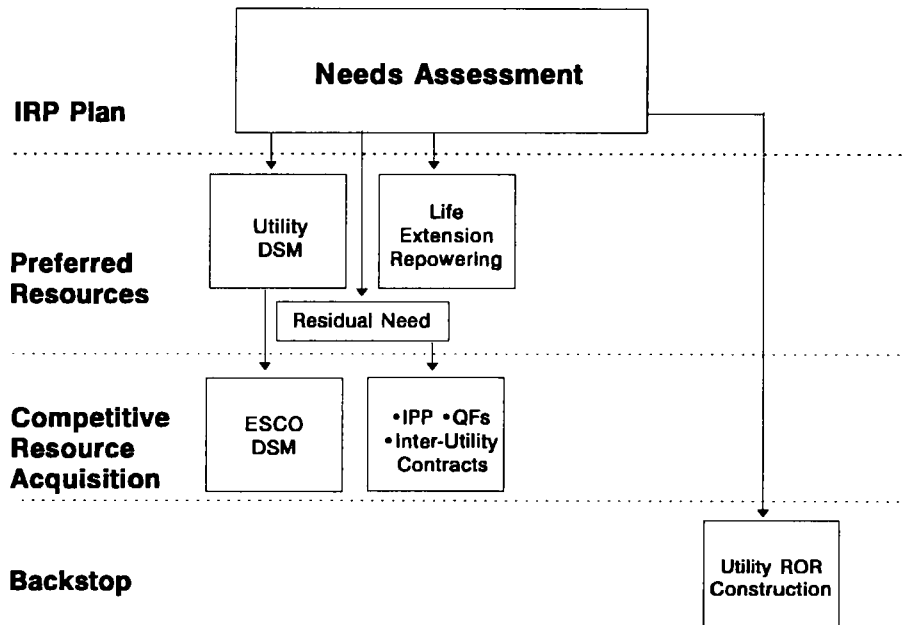 Needs Assessment
IRP Plan
Utility
DSM
Life
Extension
Repowering
Preferred
Resources
Residual Need
Competitive
Resource
Acquisition
ESCO
DSM
•IPP •QFs
•Inter-Utility
Contracts
Backstop
Utility ROR
Construction